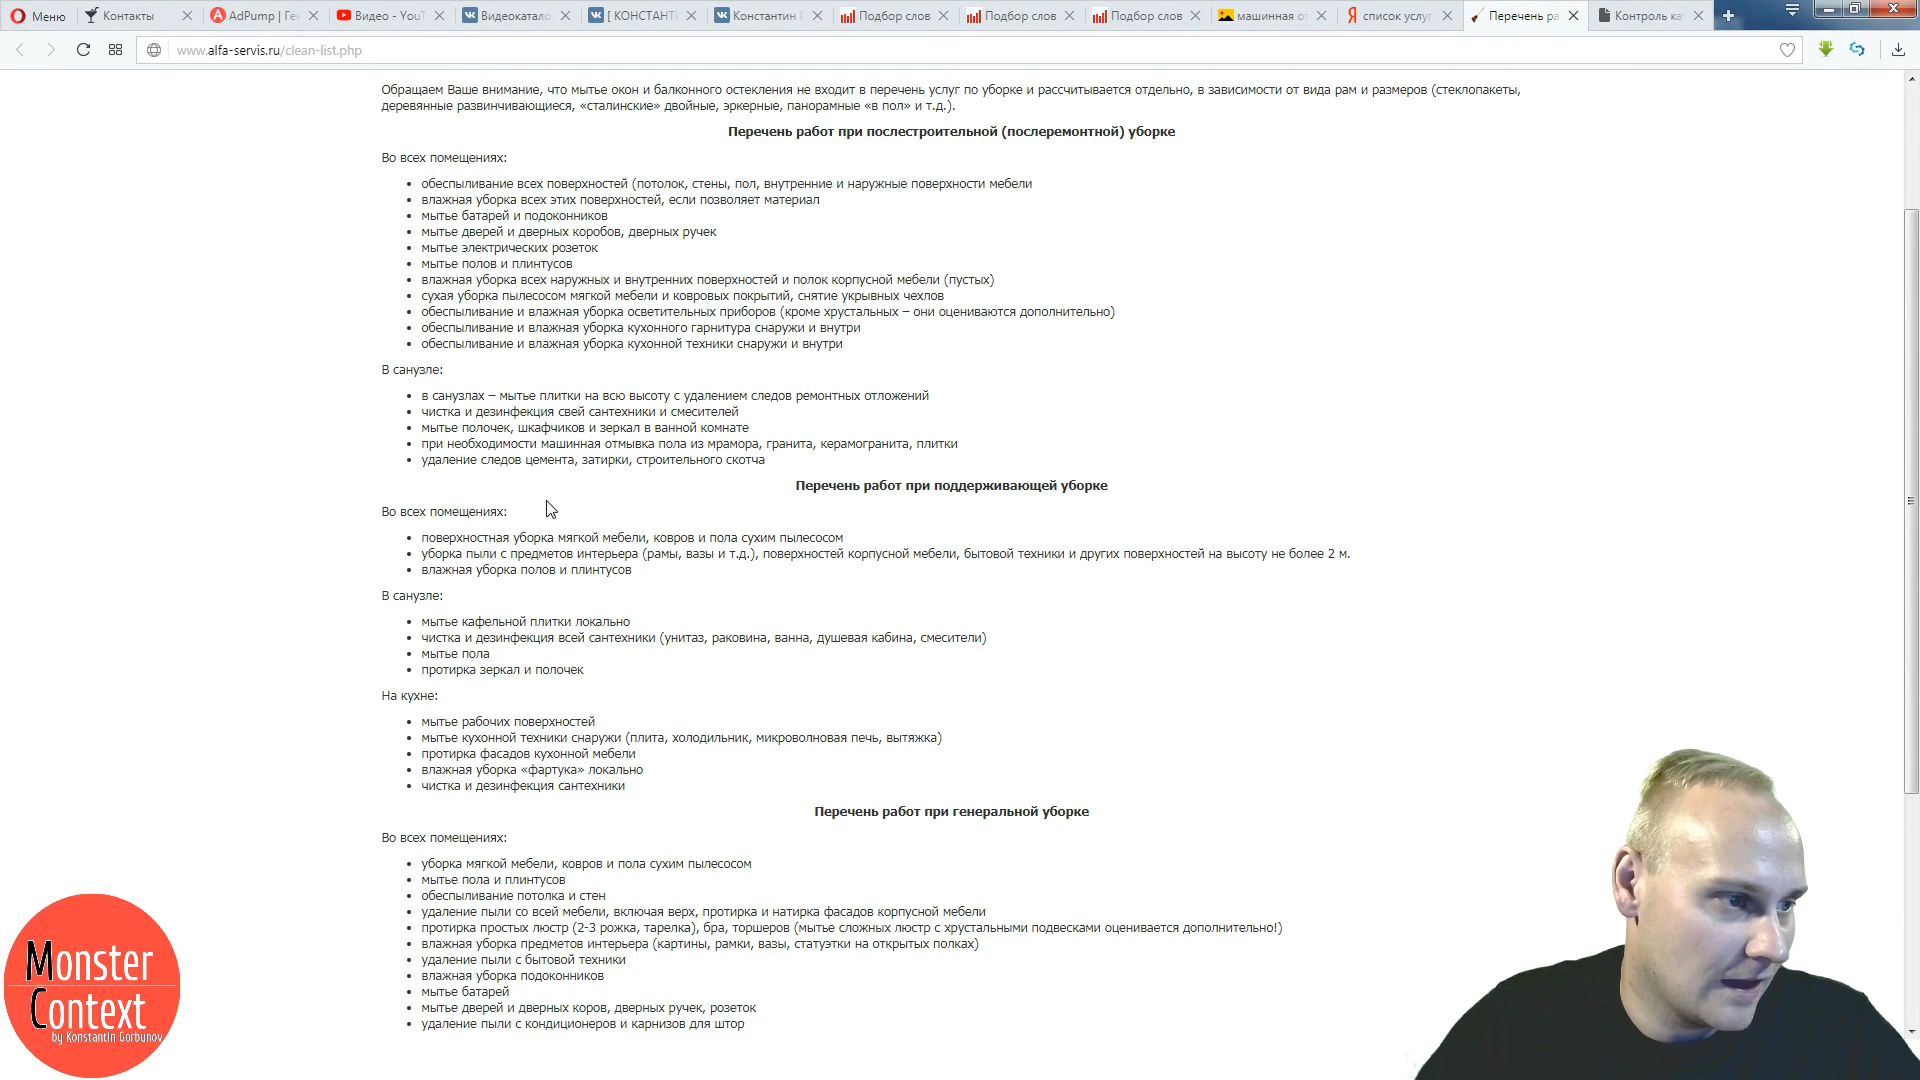 Меню
Контакты
AdPump | Ге
Видео - YouT
Видеокатало
[ КОНСТАНТ
Константин
Подбор слов
Подбор слов
Подбор слов
машинная о
список услу
Перечень ра
Контроль ка
www.alfa-servis.ru/clean-list.php
Обращаем Ваше внимание, что мытье окон и балконного остекления не входит в перечень услуг по уборке и рассчитывается отдельно, в зависимости от вида рам и размеров (стеклопакеты,
деревянные развинчивающиеся, «сталинские» двойные, эркерные, панорамные «в пол» и т.д.).
Перечень работ при послестроительной (послеремонтной) уборке
Во всех помещениях:
• обеспыливание всех поверхностей (потолок, стены, пол, внутренние и наружные поверхности мебели
• влажная уборка всех этих поверхностей, если позволяет материал
• мытье батарей и подоконников
• мытье дверей и дверных коробов, дверных ручек
• мытье электрических розеток
• мытье полов и плинтусов
• влажная уборка всех наружных и внутренних поверхностей и полок корпусной мебели (пустых)
• сухая уборка пылесосом мягкой мебели и ковровых покрытий, снятие укрывных чехлов
• обеспыливание и влажная уборка осветительных приборов (кроме хрустальных – они оцениваются дополнительно)
• обеспыливание и влажная уборка кухонного гарнитура снаружи и внутри
• обеспыливание и влажная уборка кухонной техники снаружи и внутри
В санузле:
• в санузлах – мытье плитки на всю высоту с удалением следов ремонтных отложений
• чистка и дезинфекция свей сантехники и смесителей
• мытье полочек, шкафчиков и зеркал в ванной комнате
• при необходимости машинная отмывка пола из мрамора, гранита, керамогранита, плитки
• удаление следов цемента, затирки, строительного скотча
Перечень работ при поддерживающей уборке
Во всех помещениях:
• поверхностная уборка мягкой мебели, ковров и пола сухим пылесосом
• уборка пыли с предметов интерьера (рамы, вазы и т.д.), поверхностей корпусной мебели, бытовой техники и других поверхностей на высоту не более 2 м.
• влажная уборка полов и плинтусов
В санузле:
• мытье кафельной плитки локально
• чистка и дезинфекция всей сантехники (унитаз, раковина, ванна, душевая кабина, смесители)
• мытье пола
• протирка зеркал и полочек
На кухне:
• мытье рабочих поверхностей
• мытье кухонной техники снаружи (плита, холодильник, микроволновая печь, вытяжка)
• протирка фасадов кухонной мебели
• влажная уборка «фартука» локально
• чистка и дезинфекция сантехники
Перечень работ при генеральной уборке
Во всех помещениях:
• уборка мягкой мебели, ковров и пола сухим пылесосом
• мытье пола и плинтусов
• обеспыливание потолка и стен
• удаление пыли со всей мебели, включая верх, протирка и натирка фасадов корпусной мебели
• протирка простых люстр (2-3 рожка, тарелка), бра, торшеров (мытье сложных люстр с хрустальными подвесками оценивается дополнительно!)
• влажная уборка предметов интерьера (картины, рамки, вазы, статуэтки на открытых полках)
• удаление пыли с бытовой техники
• влажная уборка подоконников
• мытье батарей
• мытье дверей и дверных коров, дверных ручек, розеток
• удаление пыли с кондиционеров и карнизов для штор
Monster
Context
by Konstantin Gorbunov